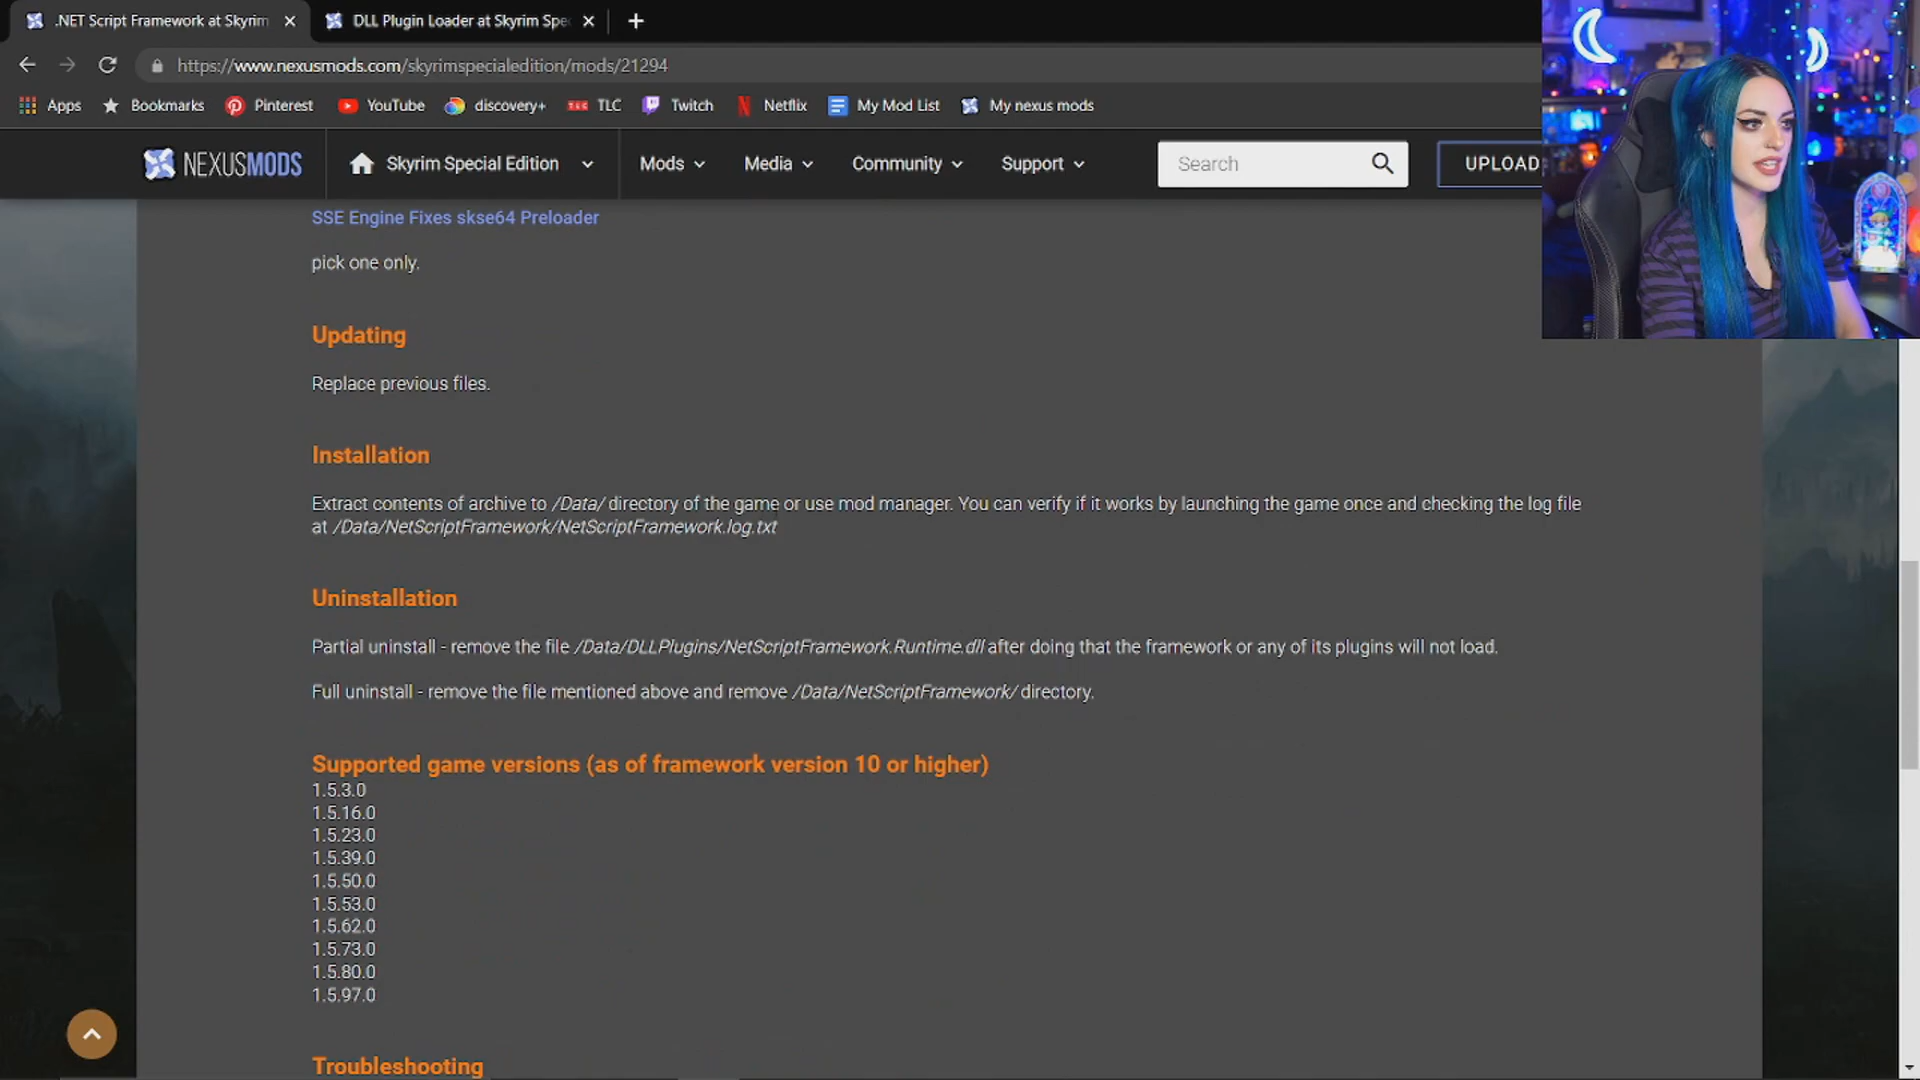 .NET Script Framework at Skyrim
DLL Plugin Loader at Skyrim Spe
https://www.nexusmods.com/skyrimspecialedition/mods/21294
Apps Bookmarks Pinterest YouTube discovery+ TLC Twitch Netflix My Mod List My nexus mods
NEXUSMODS Skyrim Special Edition Mods Media Community Support Search UPLOAD
SSE Engine Fixes skse64 Preloader
pick one only.
Updating
Replace previous files.
Installation
Extract contents of archive to /Data/ directory of the game or use mod manager. You can verify if it works by launching the game once and checking the log file
at /Data/NetScriptFramework/NetScriptFramework.log.txt
Uninstallation
Partial uninstall - remove the file /Data/DLLPlugins/NetScriptFramework.Runtime.dll after doing that the framework or any of its plugins will not load.
Full uninstall - remove the file mentioned above and remove /Data/NetScriptFramework/ directory.
Supported game versions (as of framework version 10 or higher)
1.5.3.0
1.5.16.0
1.5.23.0
1.5.39.0
1.5.50.0
1.5.53.0
1.5.62.0
1.5.73.0
1.5.80.0
1.5.97.0
Troubleshooting